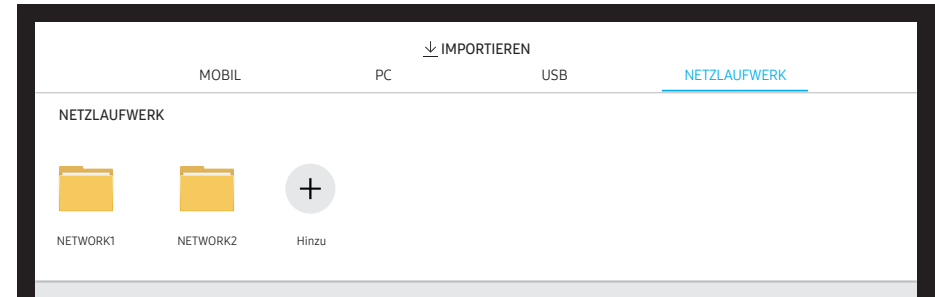 IMPORTIEREN
MOBIL PC USB NETZLAUFWERK
NETZLAUFWERK
NETWORK1 NETWORK2 Hinzu